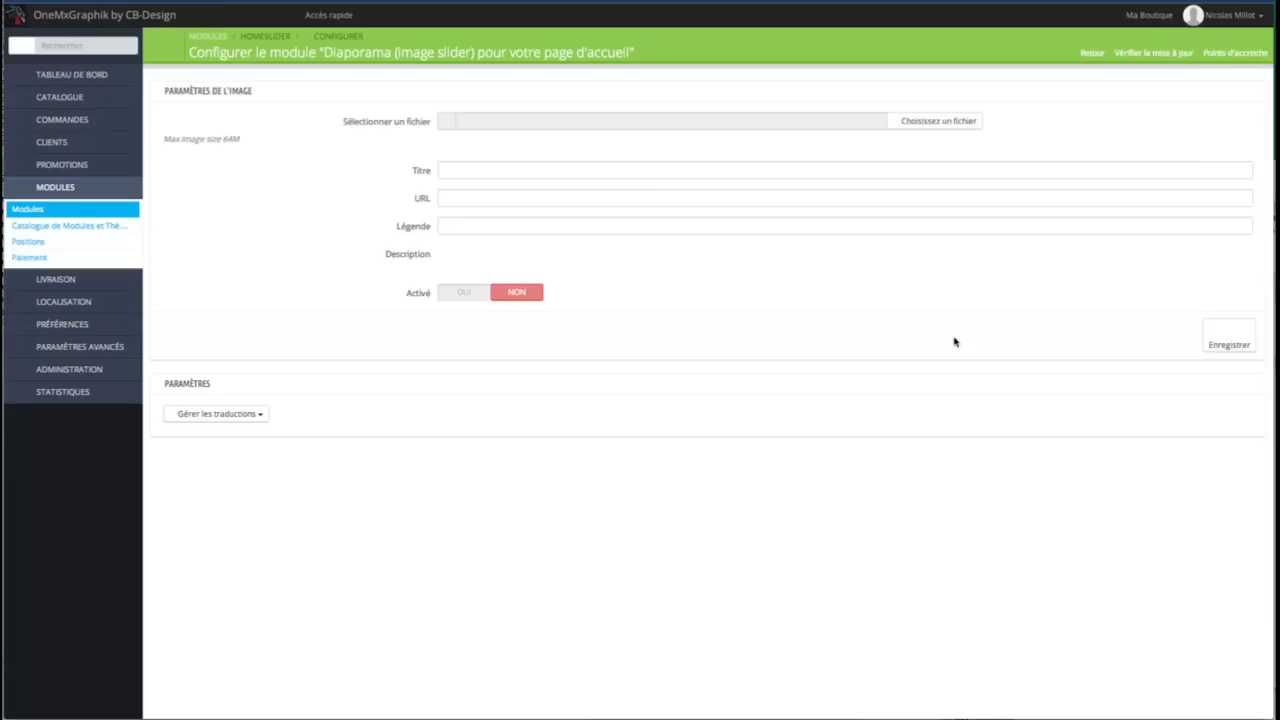 OneMxGraphik by CB-Design
Accès rapide
Ma Boutique
Nicolas Millot
Rechercher
MODULES / HOMESLIDER / CONFIGURER
Configurer le module "Diaporama (image slider) pour votre page d'accueil"
Retour
Vérifier la mise à jour
Points d'accroche
TABLEAU DE BORD
CATALOGUE
COMMANDES
CLIENTS
PROMOTIONS
MODULES
Modules
Catalogue de Modules et Thè...
Positions
Paiement
LIVRAISON
LOCALISATION
PRÉFÉRENCES
PARAMÈTRES AVANCÉS
ADMINISTRATION
STATISTIQUES
PARAMÈTRES DE L'IMAGE
Sélectionner un fichier
Choisissez un fichier
Max image size 64M
Titre
URL
Légende
Description
Activé
OUI
NON
Enregistrer
PARAMÈTRES
Gérer les traductions